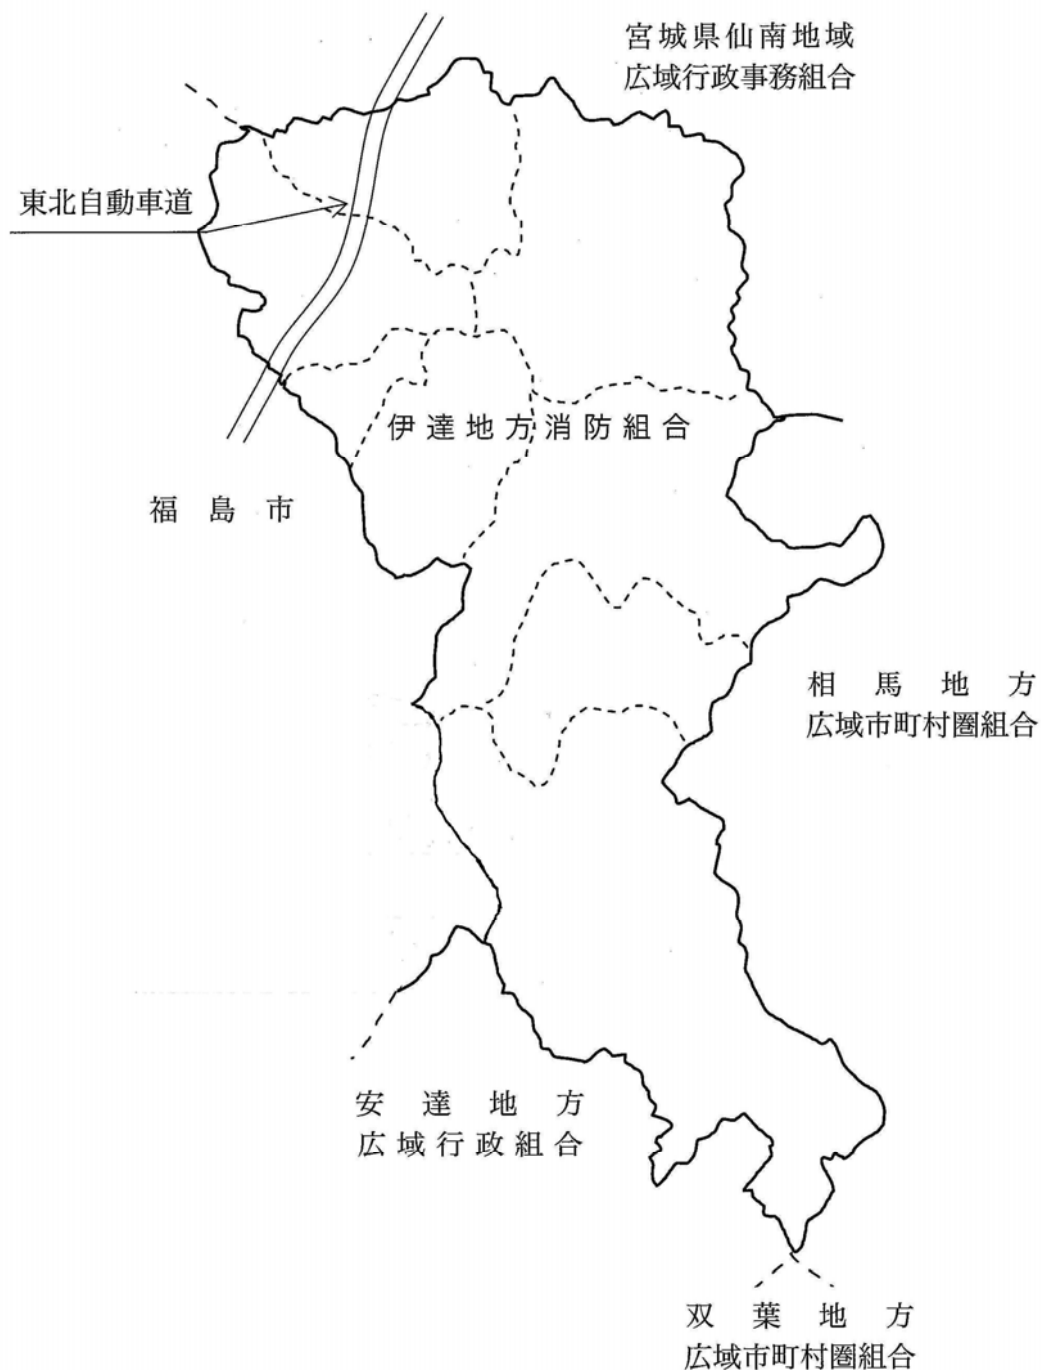 宮城県仙南地域
広域行政事務組合
東北自動車道
伊達地方消防組合
福島市
相馬地方
広域市町村圏組合
安達地方
広域行政組合
双葉地方
広域市町村圏組合